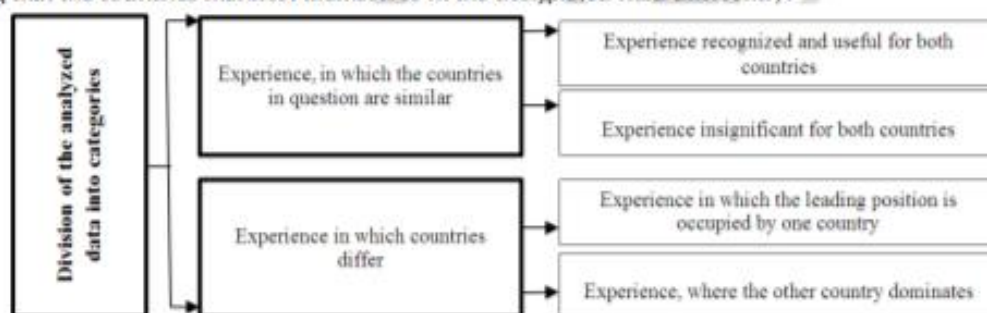 Division of the analyzed
data into categories
Experience, in which the countries
in question are similar
Experience recognized and useful for both
countries
Experience insignificant for both countries
Experience in which countries
differ
Experience in which the leading position is
occupied by one country
Experience, where the other country dominates